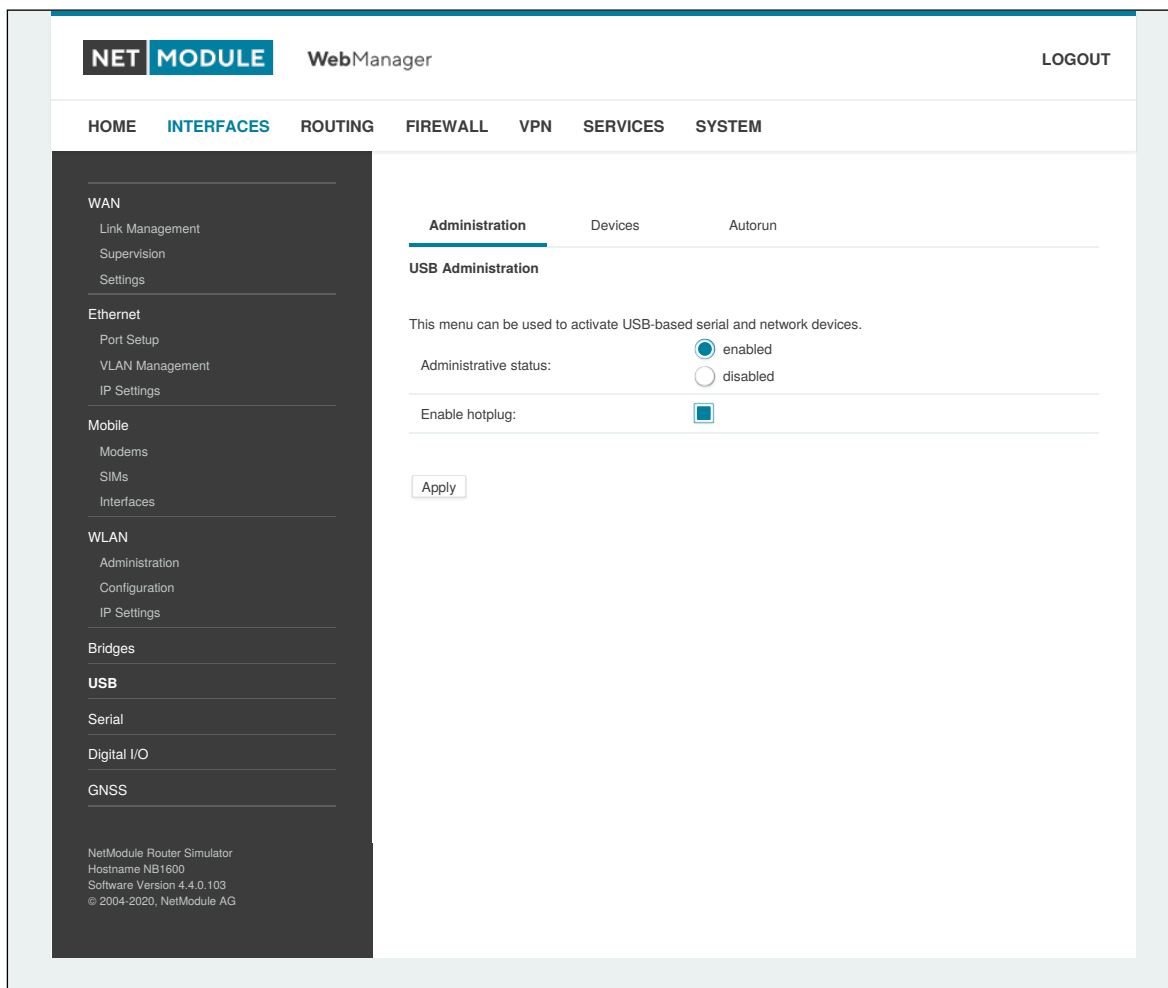 NET MODULE WebManager LOGOUT
HOME INTERFACES ROUTING FIREWALL VPN SERVICES SYSTEM
WAN
Link Management
Supervision
Settings
Ethernet
Port Setup
VLAN Management
IP Settings
Mobile
Modems
SIMs
Interfaces
WLAN
Administration
Configuration
IP Settings
Bridges
USB
Serial
Digital I/O
GNSS
NetModule Router Simulator
Hostname NB1600
Software Version 4.4.0.103
© 2004-2020, NetModule AG
Administration Devices Autorun
USB Administration
This menu can be used to activate USB-based serial and network devices.
Administrative status:
enabled
disabled
Enable hotplug:
Apply